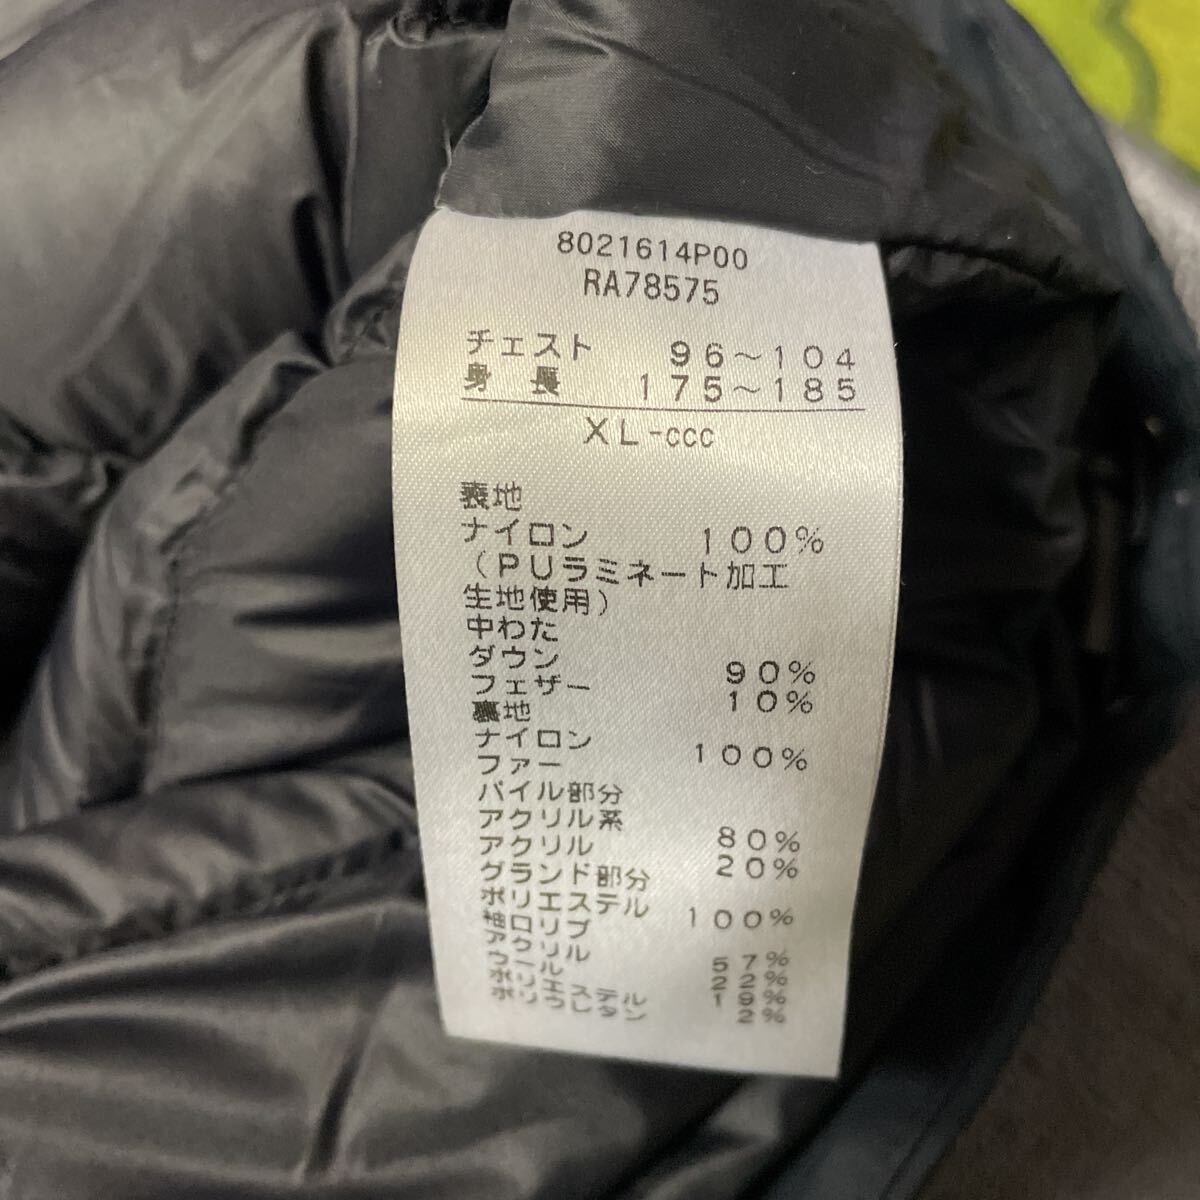 8021614P00
RA78575
チェスト 96～104
身長 175～185
XL-ccc
表地
ナイロン 100%
（PUラミネート加工
生地使用）
中わた
ダウン 90%
フェザー 10%
裏地
ナイロン 100%
ファー
パイル部分
アクリル系 80%
アクリル 20%
グランド部分
ポリエステル 100%
袖口リブ
アクリル 57%
ウール 22%
ポリエステル 19%
ポリウレタン 2%